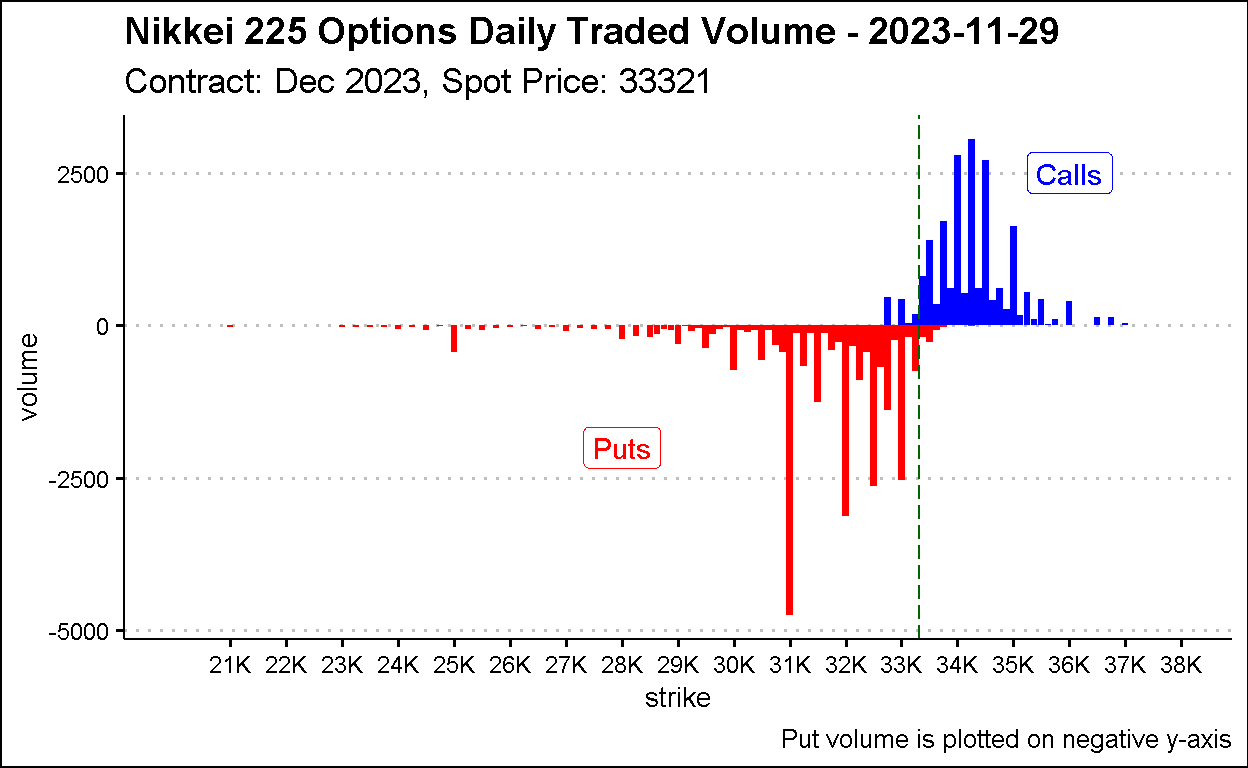 Nikkei 225 Options Daily Traded Volume - 2023-11-29
Contract: Dec 2023, Spot Price: 33321
2500
0
-2500
-5000
volume
Calls
Puts
21K 22K 23K 24K 25K 26K 27K 28K 29K 30K 31K 32K 33K 34K 35K 36K 37K 38K
strike
Put volume is plotted on negative y-axis